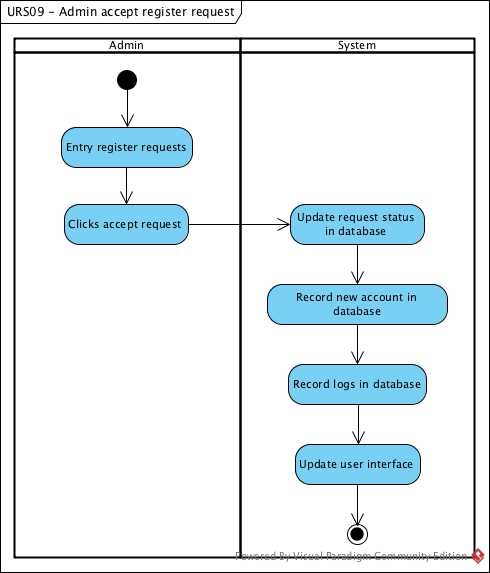 URS09 - Admin accept register request
Admin
System
Entry register requests
Clicks accept request
Update request status
in database
Record new account in
database
Record logs in database
Update user interface
Powered By Visual Paradigm Community Edition